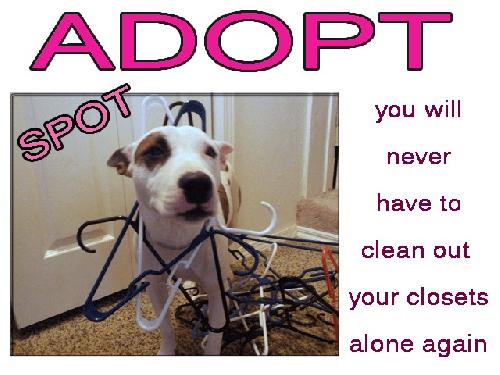 ADOPT
SPOT
you will
never
have to
clean out
your closets
alone again